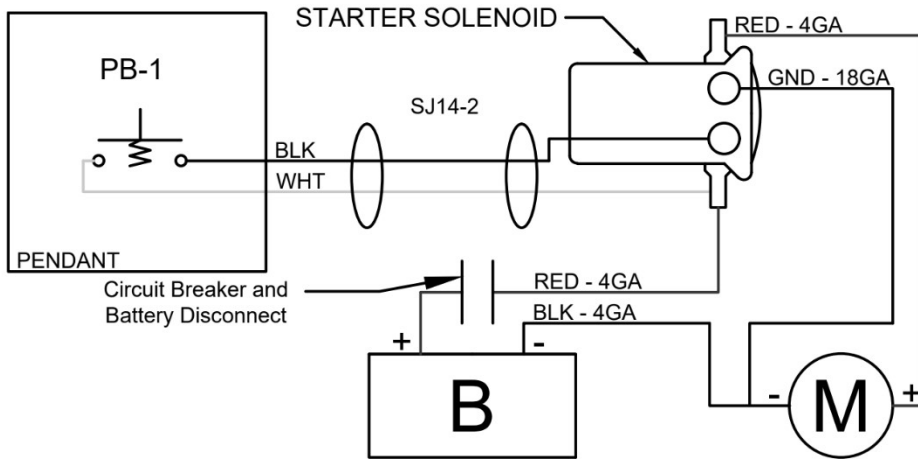 STARTER SOLENOID
RED - 4GA
PB-1
GND - 18GA
SJ14-2
BLK
WHT
PENDANT
Circuit Breaker and
Battery Disconnect
RED - 4GA
BLK - 4GA
+
-
B
-
M
+